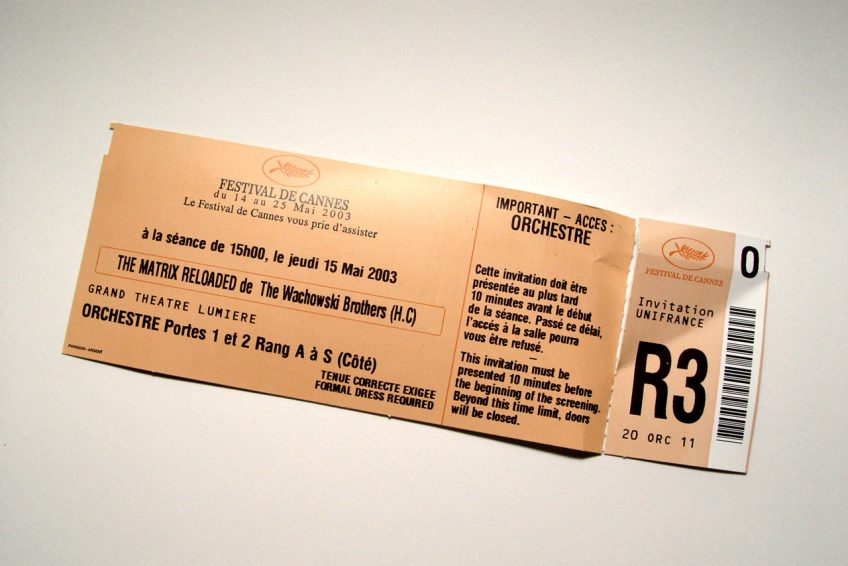 FESTIVAL DE CANNES
du 14 au 25 Mai 2003
Le Festival de Cannes vous prie d'assister
à la séance de 15h00, le jeudi 15 Mai 2003
THE MATRIX RELOADED de The Wachowski Brothers (H.C)
GRAND THEATRE LUMIERE
ORCHESTRE Portes 1 et 2 Rang A à S (Côté)
TENUE CORRECTE EXIGEE
FORMAL DRESS REQUIRED
PARAGON - ARGENT
IMPORTANT - ACCES :
ORCHESTRE
Cette invitation doit être
présentée au plus tard
10 minutes avant le début
de la séance. Passé ce délai,
l'accés à la salle pourra
vous être refusé.
—
This invitation must be
presented 10 minutes before
the beginning of the screening.
Beyond this time limit, doors
will be closed.
FESTIVAL DE CANNES
Invitation
UNIFRANCE
R3
20 ORC 11
O